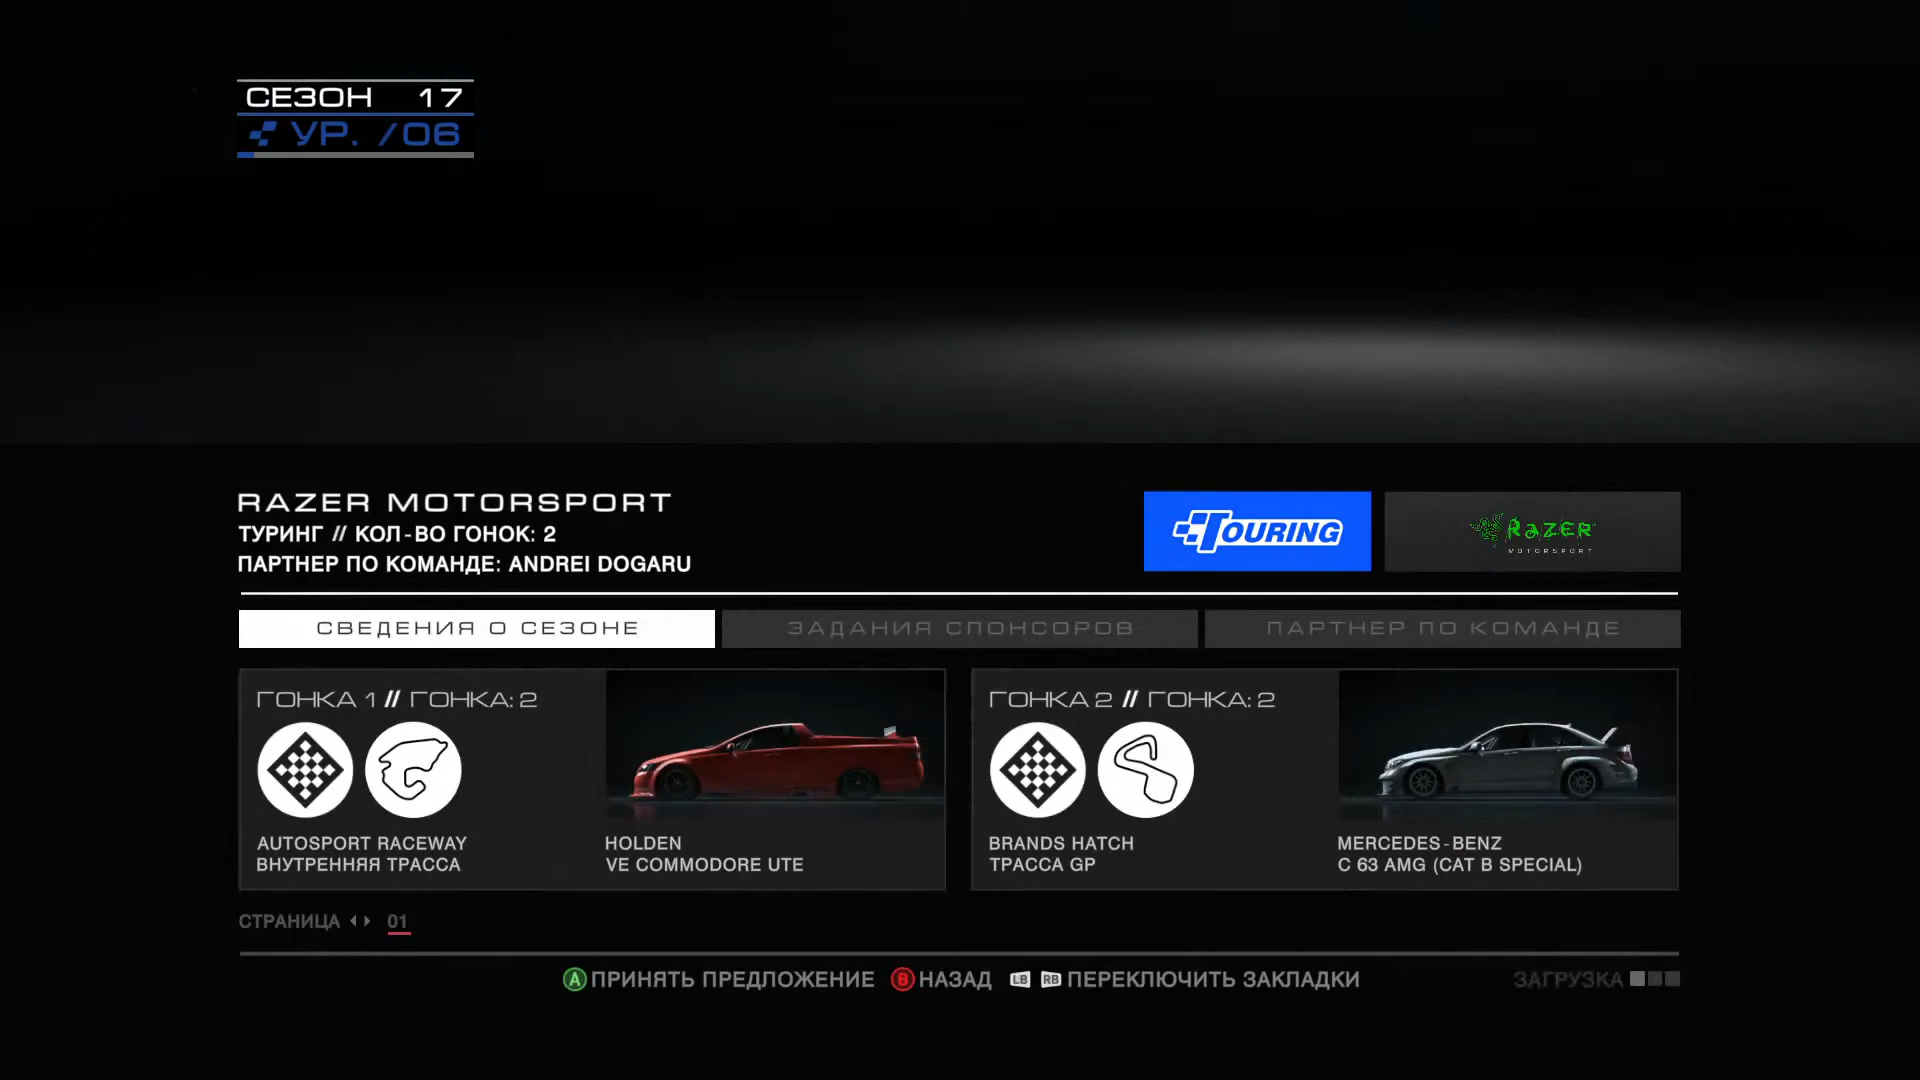 СЕЗОН 17
УР. /06
RAZER MOTORSPORT
ТУРИНГ // КОЛ-ВО ГОНОК: 2
ПАРТНЕР ПО КОМАНДЕ: ANDREI DOGARU
TOURING
RAZER
MOTORSPORT
СВЕДЕНИЯ О СЕЗОНЕ
ЗАДАНИЯ СПОНСОРОВ
ПАРТНЕР ПО КОМАНДЕ
ГОНКА 1 // ГОНКА: 2
AUTOSPORT RACEWAY
ВНУТРЕННЯЯ ТРАССА
HOLDEN
VE COMMODORE UTE
ГОНКА 2 // ГОНКА: 2
BRANDS HATCH
ТРАССА GP
MERCEDES-BENZ
C 63 AMG (CAT B SPECIAL)
СТРАНИЦА 01
A ПРИНЯТЬ ПРЕДЛОЖЕНИЕ B НАЗАД LB RB ПЕРЕКЛЮЧИТЬ ЗАКЛАДКИ
ЗАГРУЗКА